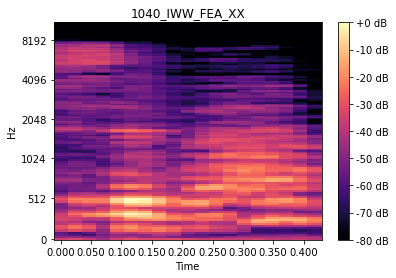 1040_IWW_FEA_XX
+0 dB
8192
-10 dB
4096
-20 dB
-30 dB
2048
-40 dB
Hz
1024
-50 dB
-60 dB
512
-70 dB
0
-80 dB
0.000 0.050 0.100 0.150 0.200 0.250 0.300 0.350 0.400
Time